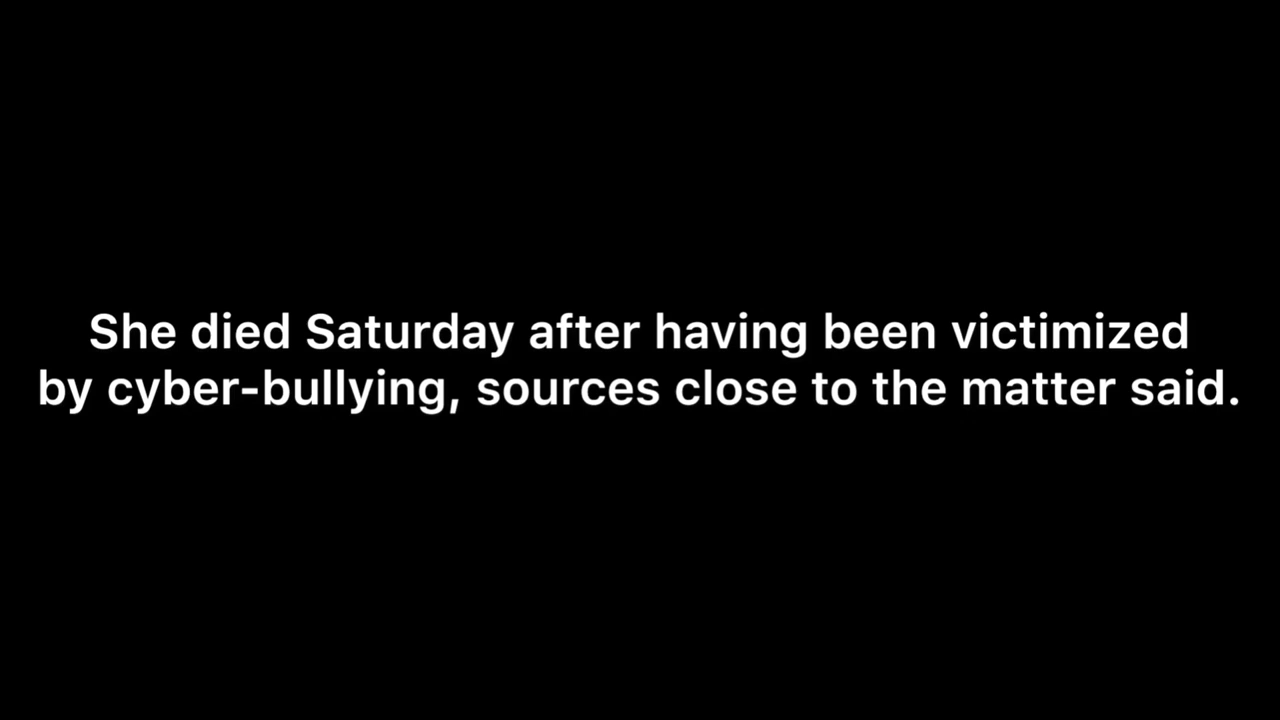 She died Saturday after having been victimized
by cyber-bullying, sources close to the matter said.